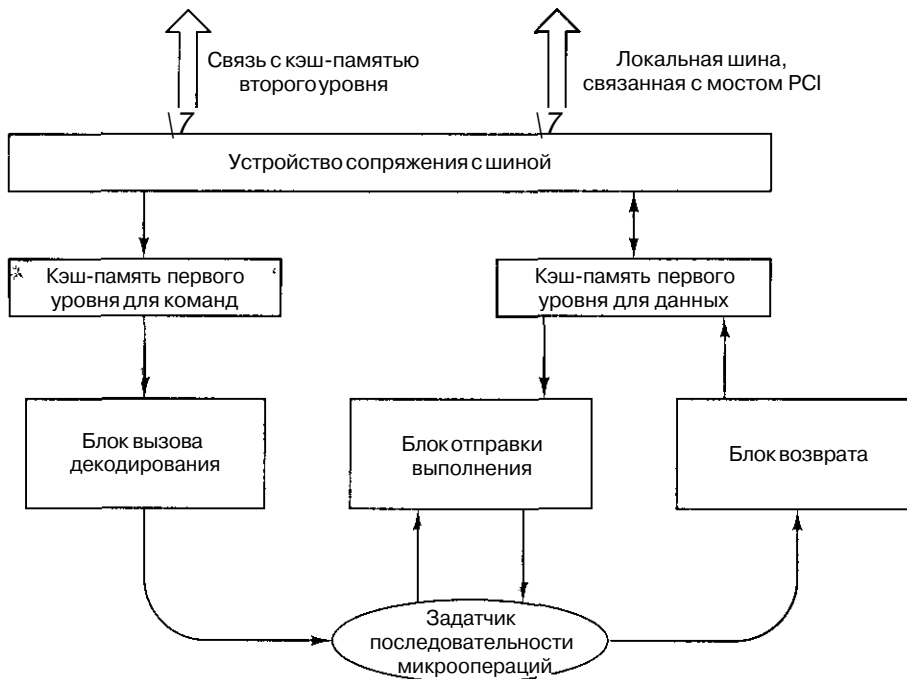 Связь с кэш-памятью
второго уровня
Локальная шина,
связанная с мостом PCI
Устройство сопряжения с шиной
Кэш-память первого
уровня для команд
Кэш-память первого
уровня для данных
Блок вызова
декодирования
Блок отправки
выполнения
Блок возврата
Задатчик
последовательности
микроопераций